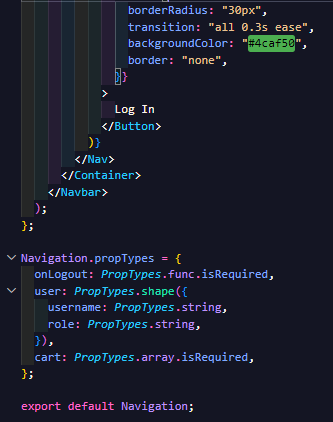 borderRadius: "30px",
transition: "all 0.3s ease",
backgroundColor: "#4caf50",
border: "none",
}}
>
Log In
</Button>
)}
</Nav>
</Container>
</Navbar>
);
};
Navigation.propTypes = {
onLogout: PropTypes.func.isRequired,
user: PropTypes.shape({
username: PropTypes.string,
role: PropTypes.string,
}),
cart: PropTypes.array.isRequired,
};
export default Navigation;